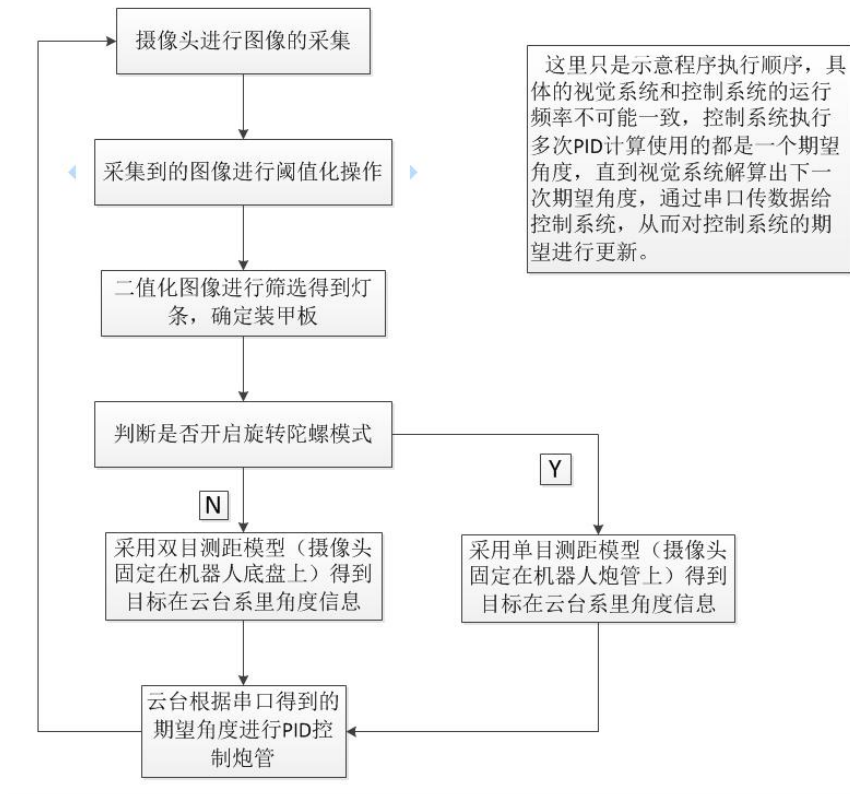 摄像头进行图像的采集
这里只是示意程序执行顺序，具
体的视觉系统和控制系统的运行
频率不可能一致，控制系统执行
多次PID计算使用的都是一个期望
角度，直到视觉系统解算出下一
次期望角度，通过串口传数据给
控制系统，从而对控制系统的期
望进行更新。
采集到的图像进行阈值化操作
二值化图像进行筛选得到灯
条，确定装甲板
判断是否开启旋转陀螺模式
N
Y
采用双目测距模型（摄像头
固定在机器人底盘上）得到
目标在云台系里角度信息
采用单目测距模型（摄像头
固定在机器人炮管上）得到
目标在云台系里角度信息
云台根据串口得到的
期望角度进行PID控
制炮管